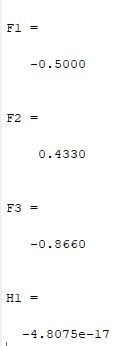 F1 =
-0.5000
F2 =
0.4330
F3 =
-0.8660
H1 =
-4.8075e-17